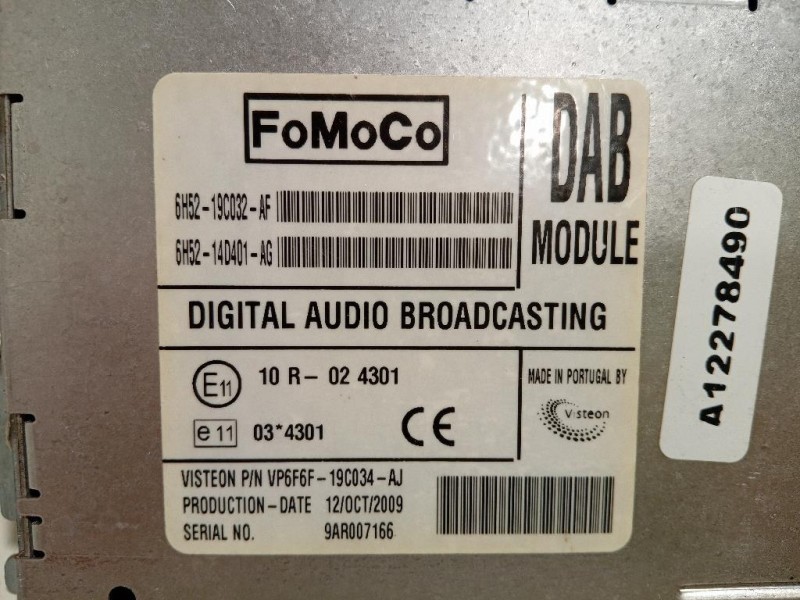 FoMoCo
6H52-19C032-AF
6H52-14D401-AG
DAB
MODULE
DIGITAL AUDIO BROADCASTING
E11 10 R- 02 4301
e 11 03*4301
CE
MADE IN PORTUGAL BY
Visteon
VISTEON P/N VP6F6F-19C034-AJ
PRODUCTION-DATE 12/OCT/2009
SERIAL NO. 9AR007166
A12278490